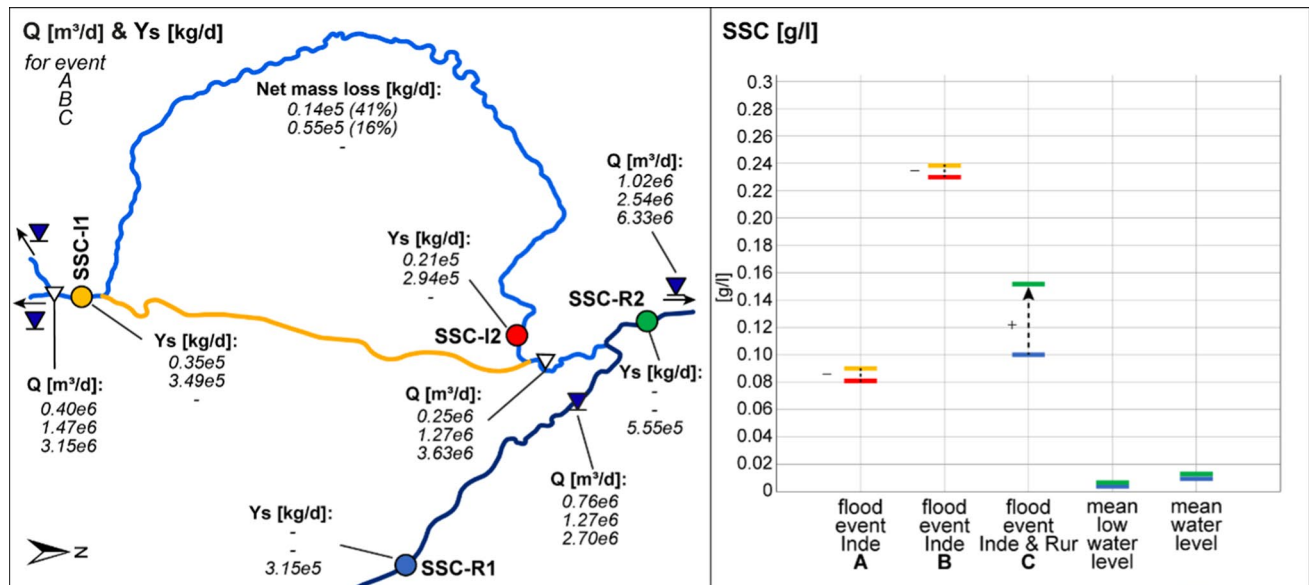 Q [m³/d] & Ys [kg/d]
for event
A
B
C
Net mass loss [kg/d]:
0.14e5 (41%)
0.55e5 (16%)
-
Q [m³/d]:
1.02e6
2.54e6
6.33e6
SSC-I1
Ys [kg/d]:
0.21e5
2.94e5
-
SSC-R2
SSC-I2
Ys [kg/d]:
0.35e5
3.49e5
-
Ys [kg/d]:
-
-
5.55e5
Q [m³/d]:
0.40e6
1.47e6
3.15e6
Q [m³/d]:
0.25e6
1.27e6
3.63e6
Q [m³/d]:
0.76e6
1.27e6
2.70e6
Ys [kg/d]:
-
-
3.15e5
SSC-R1
N
SSC [g/l]
[g/l]
0.3
0.28
0.26
0.24
0.22
0.20
0.18
0.16
0.14
0.12
0.10
0.08
0.06
0.04
0.02
0
–
–
+
flood
event
Inde
A
flood
event
Inde
B
flood
event
Inde & Rur
C
mean
low
water
level
mean
water
level